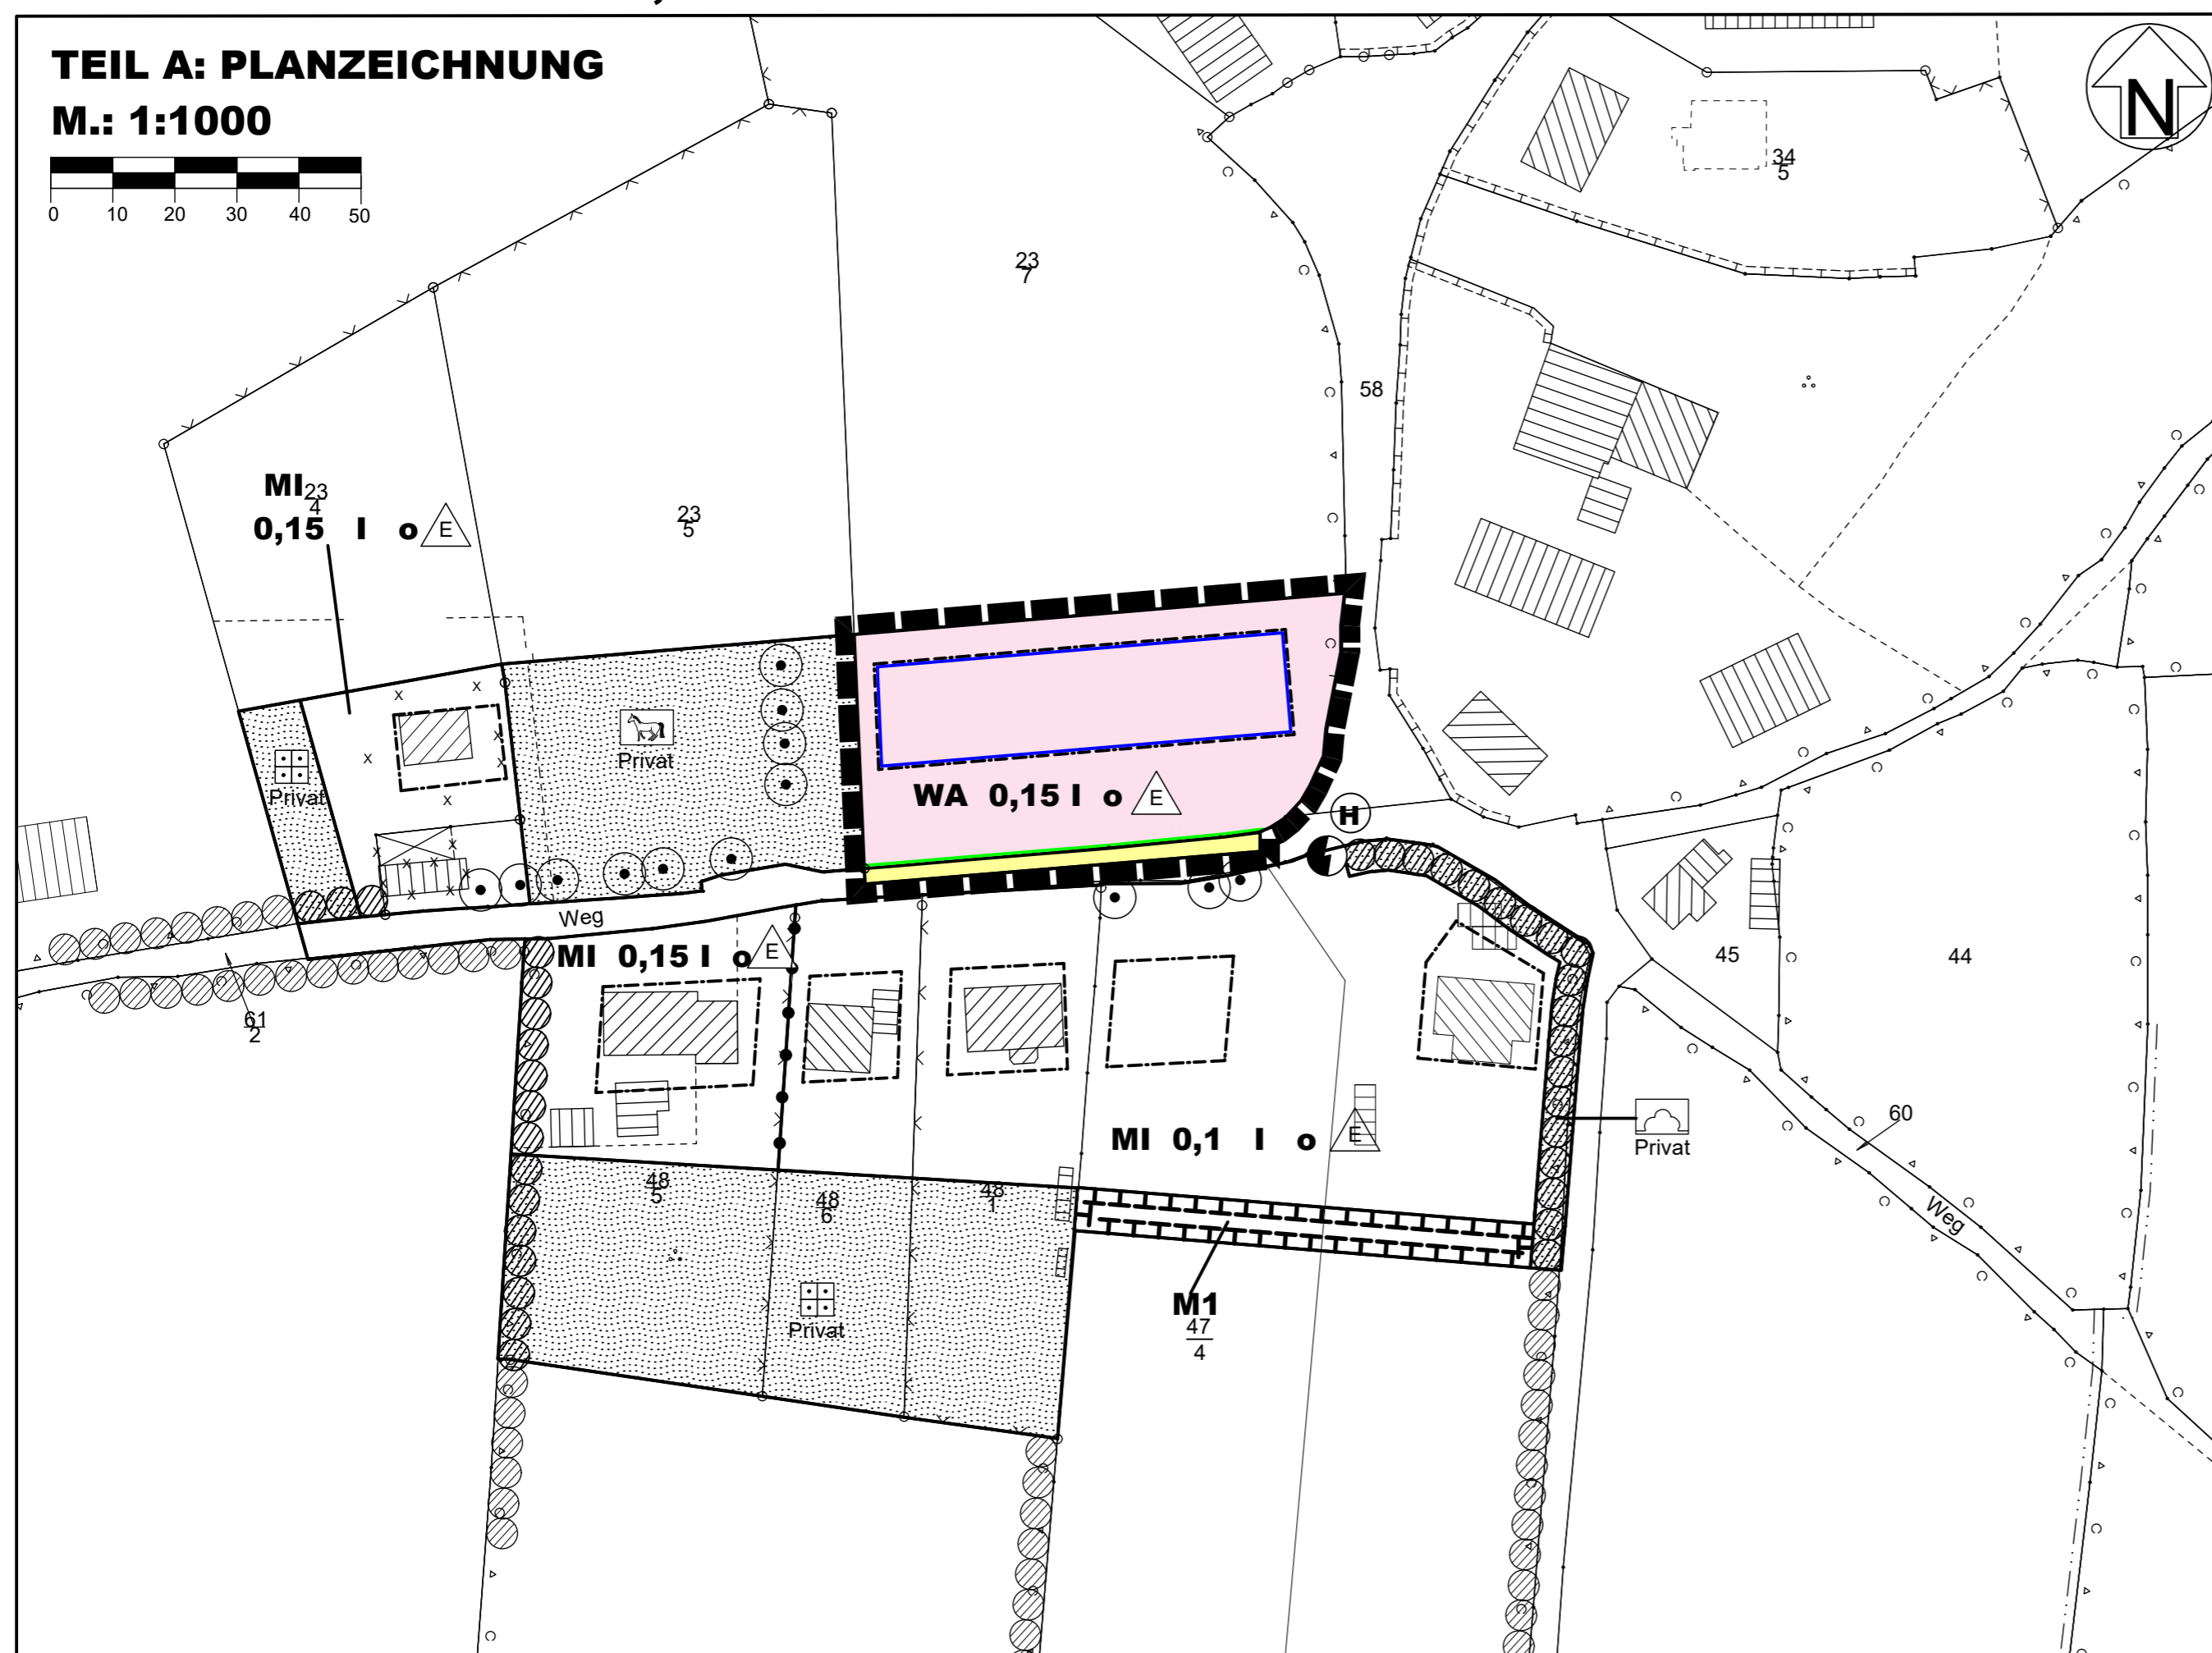 TEIL A: PLANZEICHNUNG
M.: 1:1000
0 10 20 30 40 50
N
34
5
23
7
58
MI 23
4
0,15 I o E
23
5
Privat
Privat
WA 0,15 I o E
H
Weg
MI 0,15 I o E
61
2
45
44
60
MI 0,1 I o E
Privat
48
5
48
6
48
1
Weg
M1
47
4
Privat